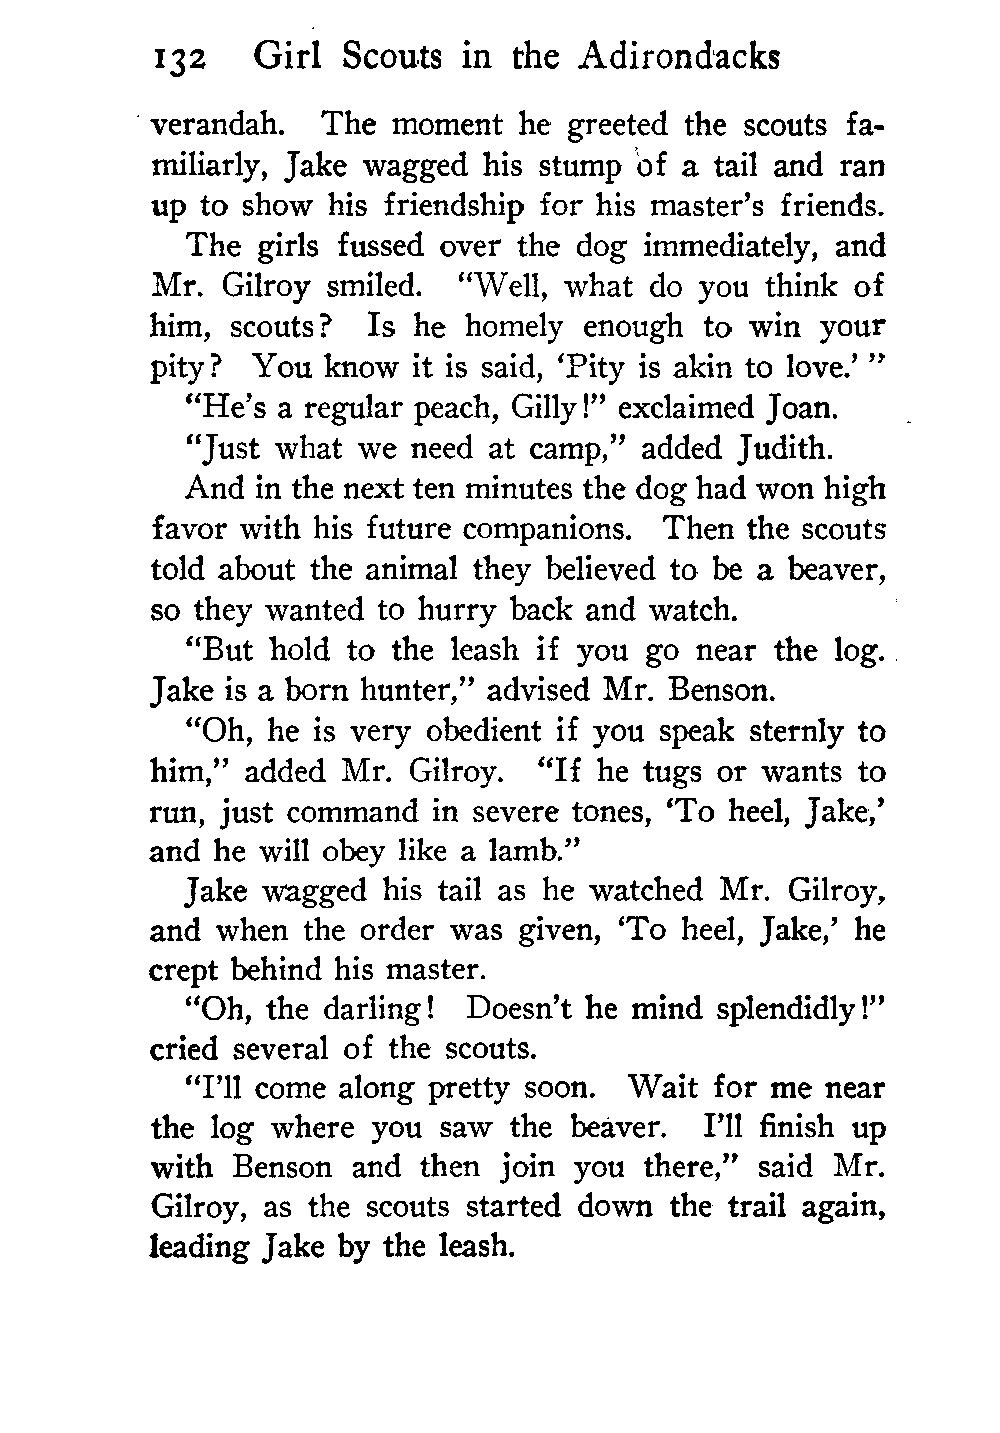 132 Girl Scouts in the Adirondacks
verandah. The moment he greeted the scouts fa-
miliarly, Jake wagged his stump of a tail and ran
up to show his friendship for his master's friends.
The girls fussed over the dog immediately, and
Mr. Gilroy smiled. “Well, what do you think of
him, scouts? Is he homely enough to win your
pity? You know it is said, ‘Pity is akin to love.’ ”
“He's a regular peach, Gilly!” exclaimed Joan.
“Just what we need at camp,” added Judith.
And in the next ten minutes the dog had won high
favor with his future companions. Then the scouts
told about the animal they believed to be a beaver,
so they wanted to hurry back and watch.
“But hold to the leash if you go near the log.
Jake is a born hunter,” advised Mr. Benson.
“Oh, he is very obedient if you speak sternly to
him,” added Mr. Gilroy. “If he tugs or wants to
run, just command in severe tones, ‘To heel, Jake,’
and he will obey like a lamb.”
Jake wagged his tail as he watched Mr. Gilroy,
and when the order was given, ‘To heel, Jake,’ he
crept behind his master.
“Oh, the darling! Doesn't he mind splendidly!”
cried several of the scouts.
“I'll come along pretty soon. Wait for me near
the log where you saw the beaver. I'll finish up
with Benson and then join you there,” said Mr.
Gilroy, as the scouts started down the trail again,
leading Jake by the leash.